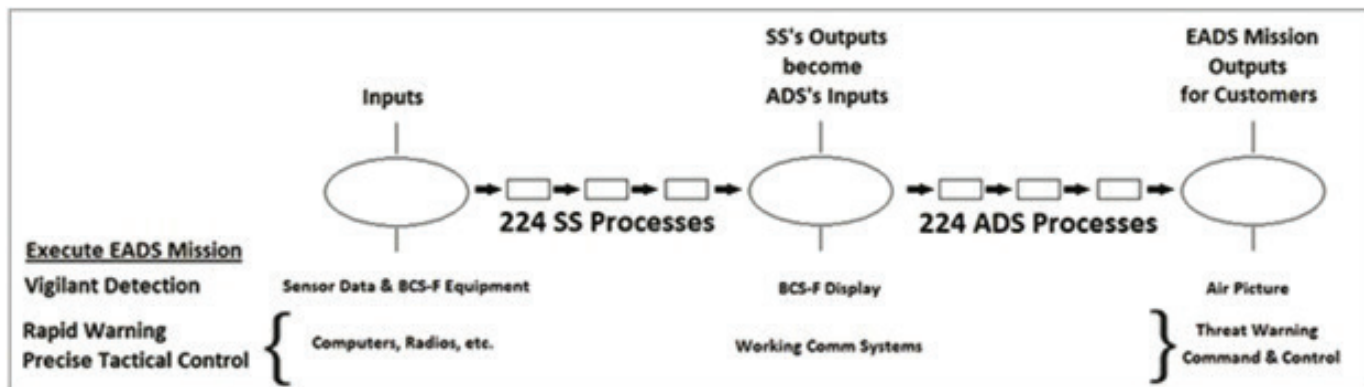 SS's Outputs
become
ADS's Inputs
EADS Mission
Outputs
for Customers
Inputs
224 SS Processes
224 ADS Processes
Execute EADS Mission
Vigilant Detection
Sensor Data & BCS-F Equipment
BCS-F Display
Air Picture
Rapid Warning
Precise Tactical Control
Computers, Radios, etc.
Working Comm Systems
Threat Warning
Command & Control